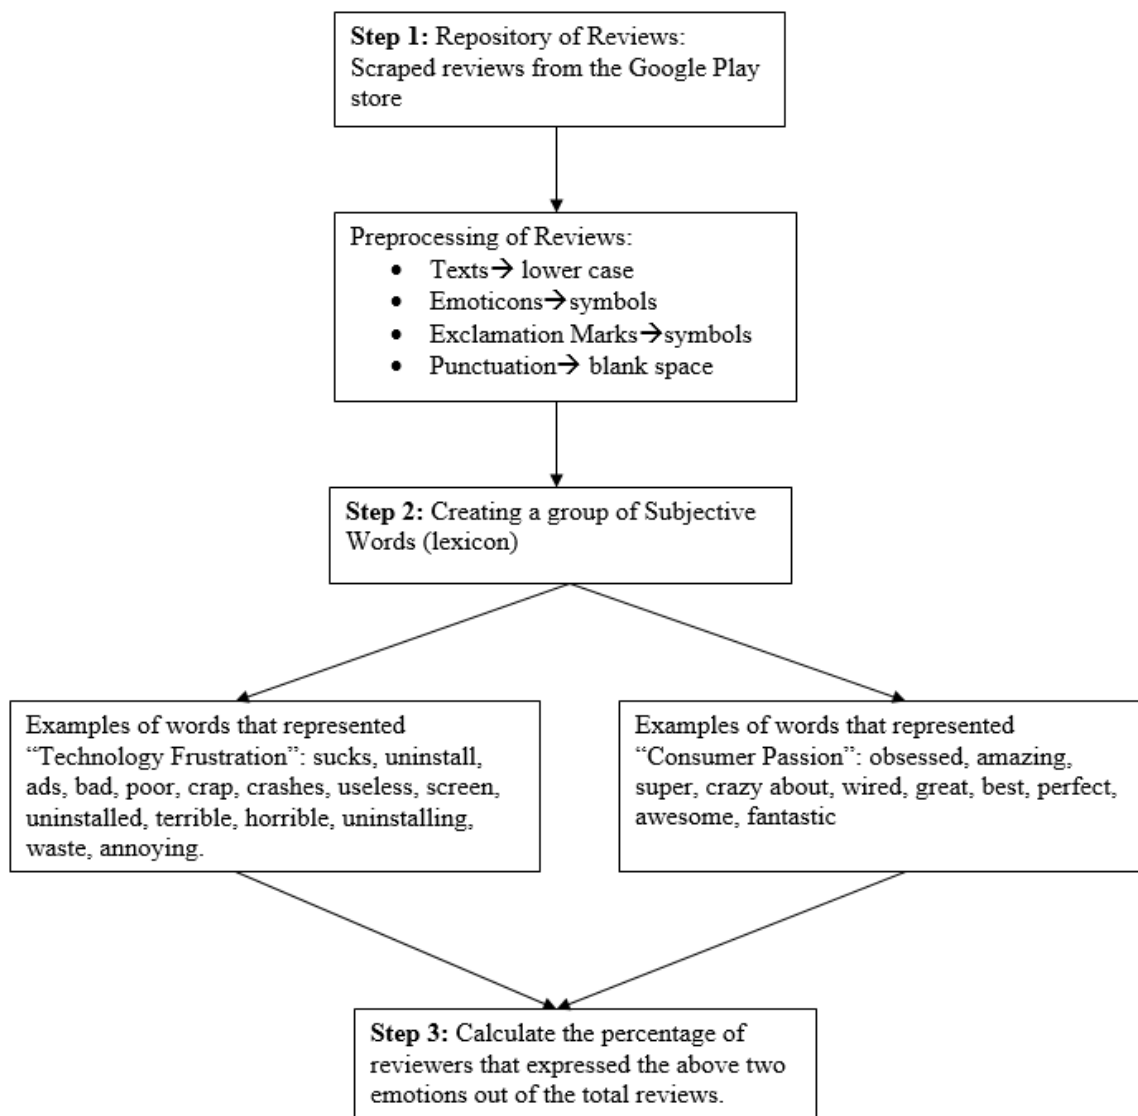 Step 1: Repository of Reviews:
Scraped reviews from the Google Play
store
Preprocessing of Reviews:
• Texts→ lower case
• Emoticons→symbols
• Exclamation Marks→symbols
• Punctuation→ blank space
Step 2: Creating a group of Subjective
Words (lexicon)
Examples of words that represented
“Technology Frustration”: sucks, uninstall,
ads, bad, poor, crap, crashes, useless, screen,
uninstalled, terrible, horrible, uninstalling,
waste, annoying.
Examples of words that represented
“Consumer Passion”: obsessed, amazing,
super, crazy about, wired, great, best, perfect,
awesome, fantastic
Step 3: Calculate the percentage of
reviewers that expressed the above two
emotions out of the total reviews.